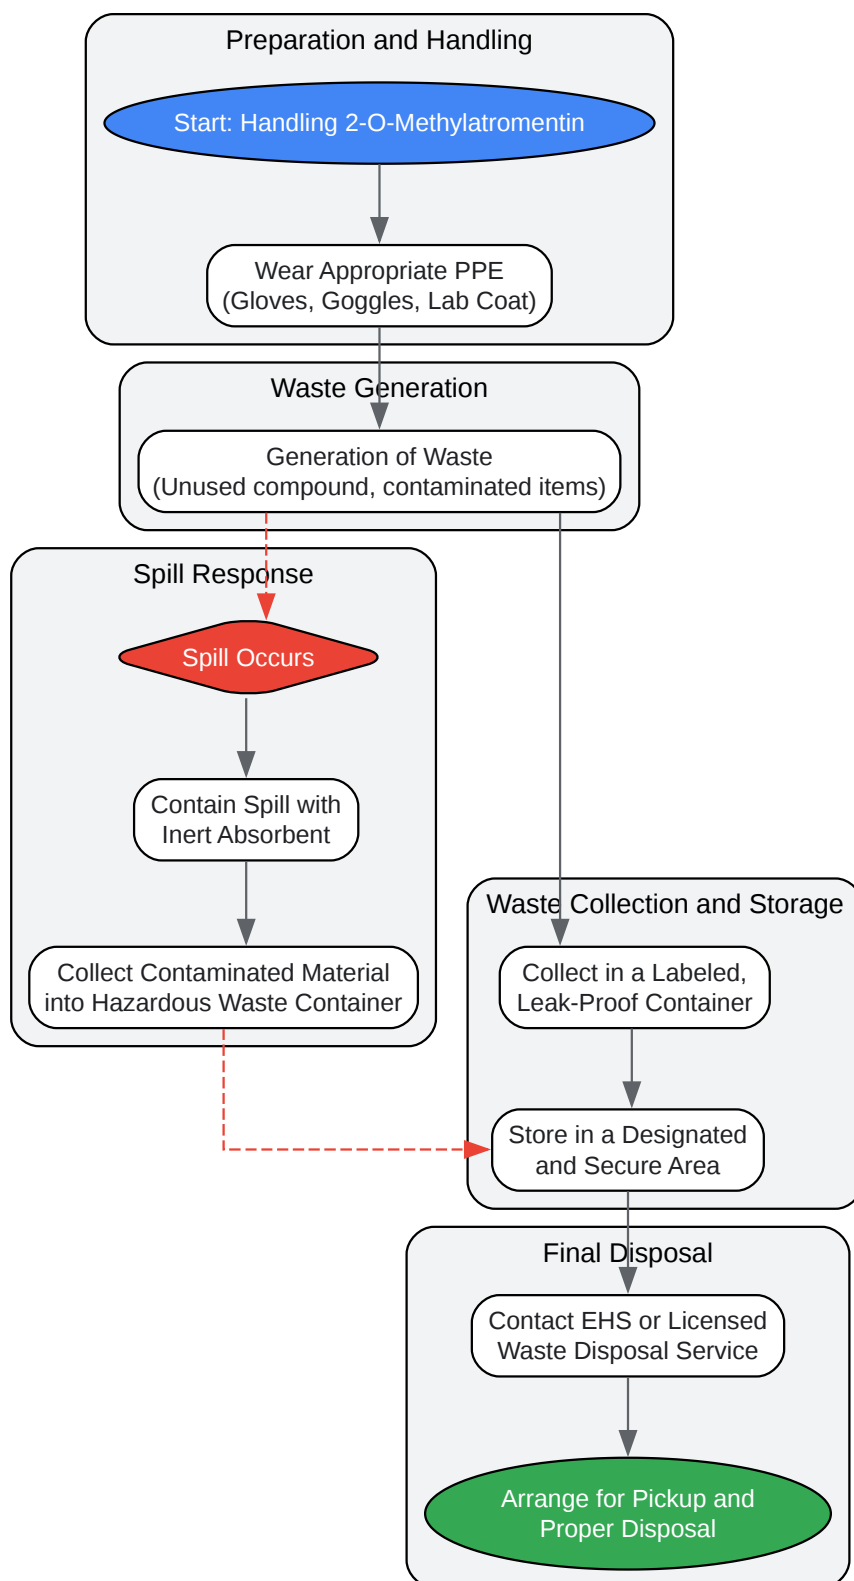 Preparation and Handling
Start: Handling 2-O-Methylatromentin
Wear Appropriate PPE
(Gloves, Goggles, Lab Coat)
Waste Generation
Generation of Waste
(Unused compound, contaminated items)
Spill Response
Spill Occurs
Contain Spill with
Inert Absorbent
Collect Contaminated Material
into Hazardous Waste Container
Waste Collection and Storage
Collect in a Labeled,
Leak-Proof Container
Store in a Designated
and Secure Area
Final Disposal
Contact EHS or Licensed
Waste Disposal Service
Arrange for Pickup and
Proper Disposal